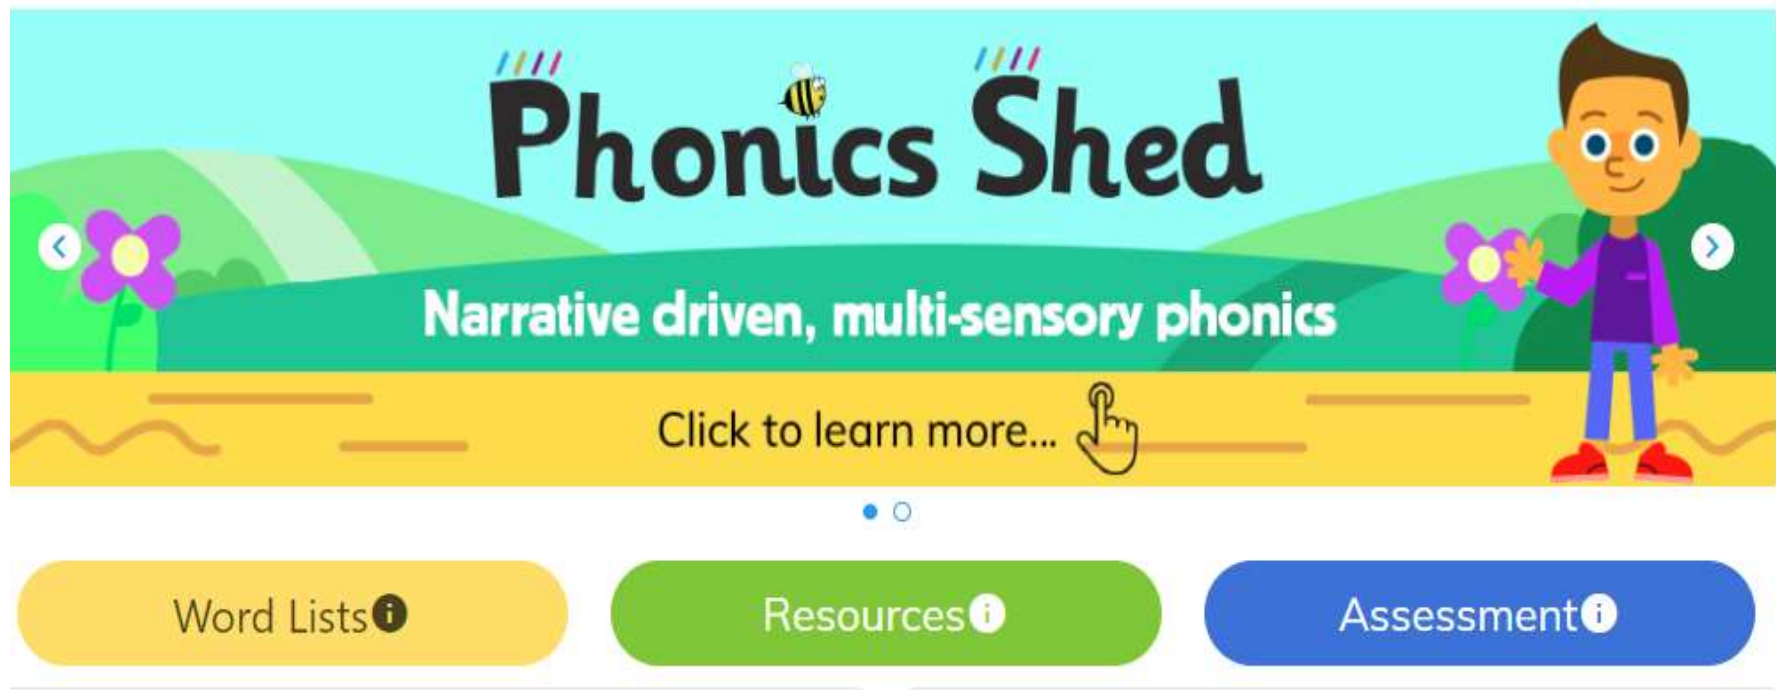 Phonics Shed
Narrative driven, multi-sensory phonics
Click to learn more...
Word Lists
Resources
Assessment